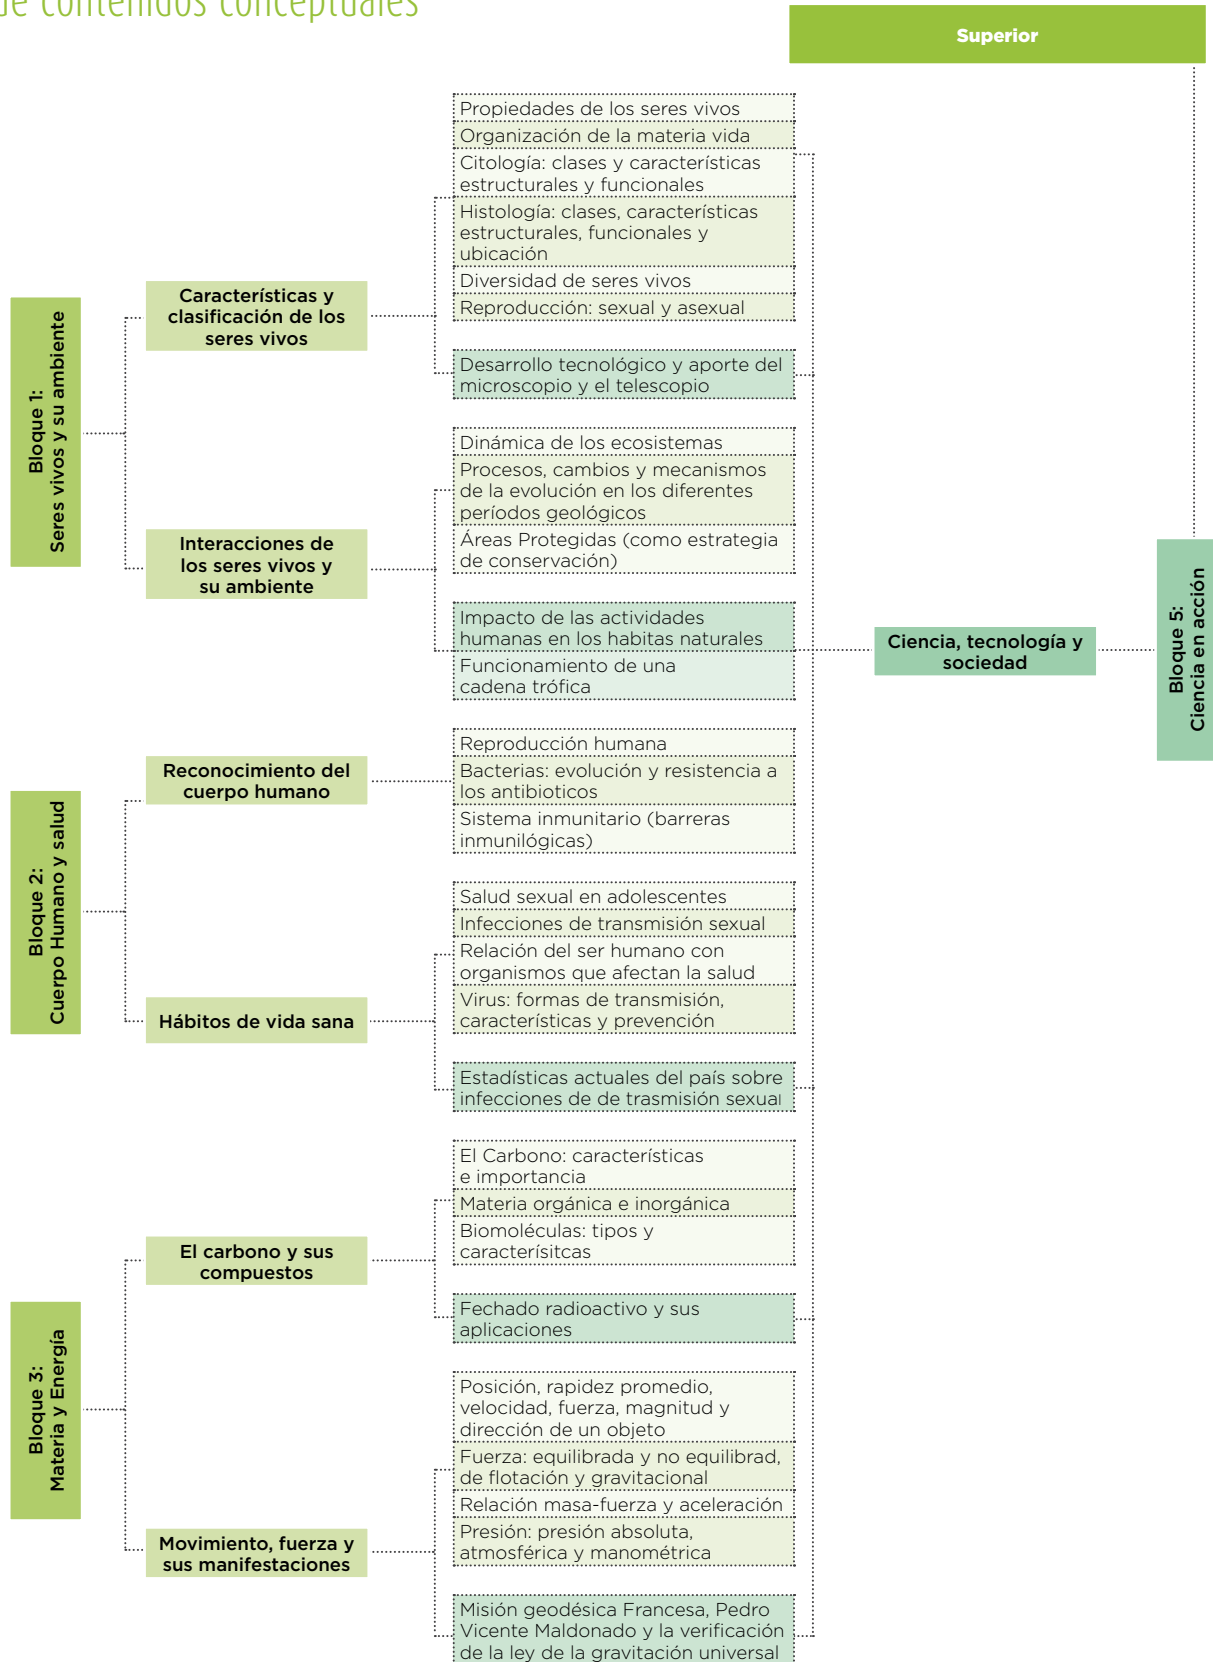 de contenidos conceptuales
Superior
Bloque 1:
Seres vivos y su ambiente
Características y
clasificación de los
seres vivos
Propiedades de los seres vivos
Organización de la materia vida
Citología: clases y características
estructurales y funcionales
Histología: clases, características
estructurales, funcionales y
ubicación
Diversidad de seres vivos
Reproducción: sexual y asexual
Desarrollo tecnológico y aporte del
microscopio y el telescopio
Interacciones de
los seres vivos y
su ambiente
Dinámica de los ecosistemas
Procesos, cambios y mecanismos
de la evolución en los diferentes
períodos geológicos
Áreas Protegidas (como estrategia
de conservación)
Impacto de las actividades
humanas en los habitas naturales
Funcionamiento de una
cadena trófica
Ciencia, tecnología y
sociedad
Bloque 5:
Ciencia en acción
Bloque 2:
Cuerpo Humano y salud
Reconocimiento del
cuerpo humano
Reproducción humana
Bacterias: evolución y resistencia a
los antibioticos
Sistema inmunitario (barreras
inmunilógicas)
Hábitos de vida sana
Salud sexual en adolescentes
Infecciones de transmisión sexual
Relación del ser humano con
organismos que afectan la salud
Virus: formas de transmisión,
características y prevención
Estadísticas actuales del país sobre
infecciones de de trasmisión sexual
Bloque 3:
Materia y Energía
El carbono y sus
compuestos
El Carbono: características
e importancia
Materia orgánica e inorgánica
Biomoléculas: tipos y
caracterísitcas
Fechado radioactivo y sus
aplicaciones
Movimiento, fuerza y
sus manifestaciones
Posición, rapidez promedio,
velocidad, fuerza, magnitud y
dirección de un objeto
Fuerza: equilibrada y no equilibrad,
de flotación y gravitacional
Relación masa-fuerza y aceleración
Presión: presión absoluta,
atmosférica y manométrica
Misión geodésica Francesa, Pedro
Vicente Maldonado y la verificación
de la ley de la gravitación universal